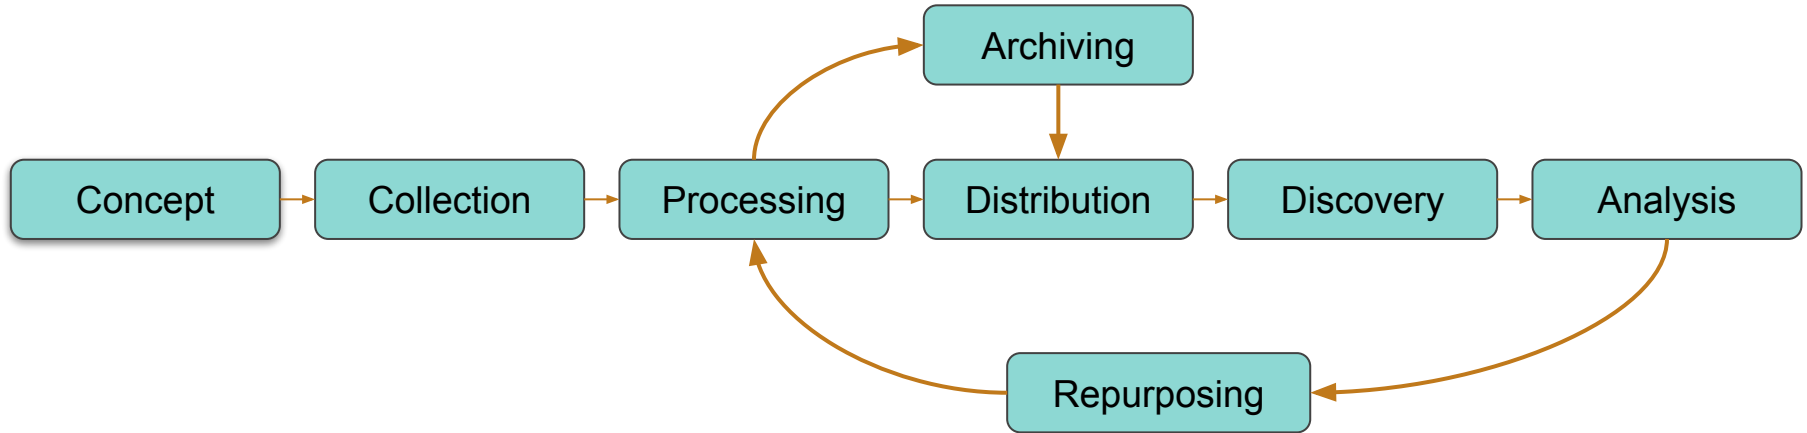 Archiving
Concept
Collection
Processing
Distribution
Discovery
Analysis
Repurposing